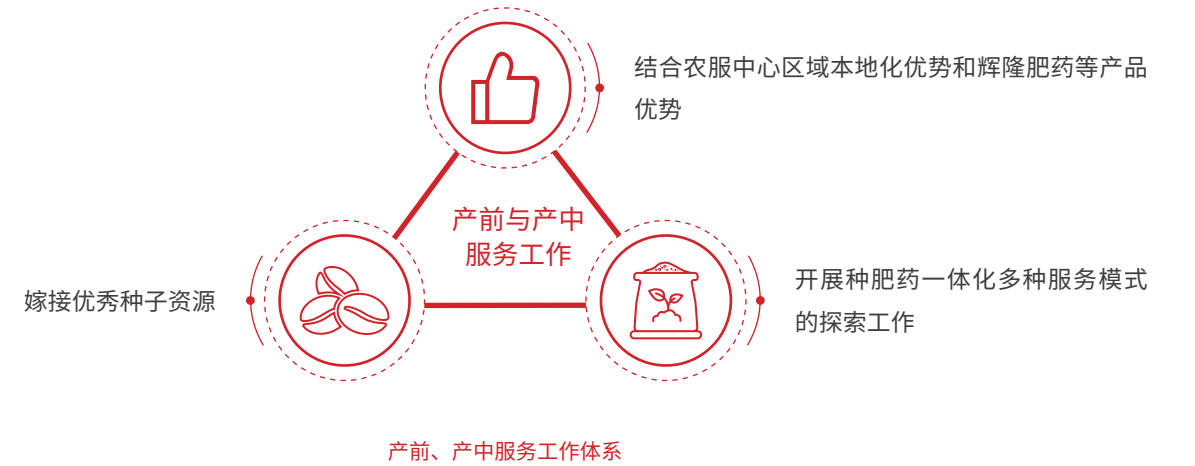 结合农服中心区域本地化优势和辉隆肥药等产品
优势
产前与产中
服务工作
嫁接优秀种子资源
开展种肥药一体化多种服务模式
的探索工作
产前、产中服务工作体系